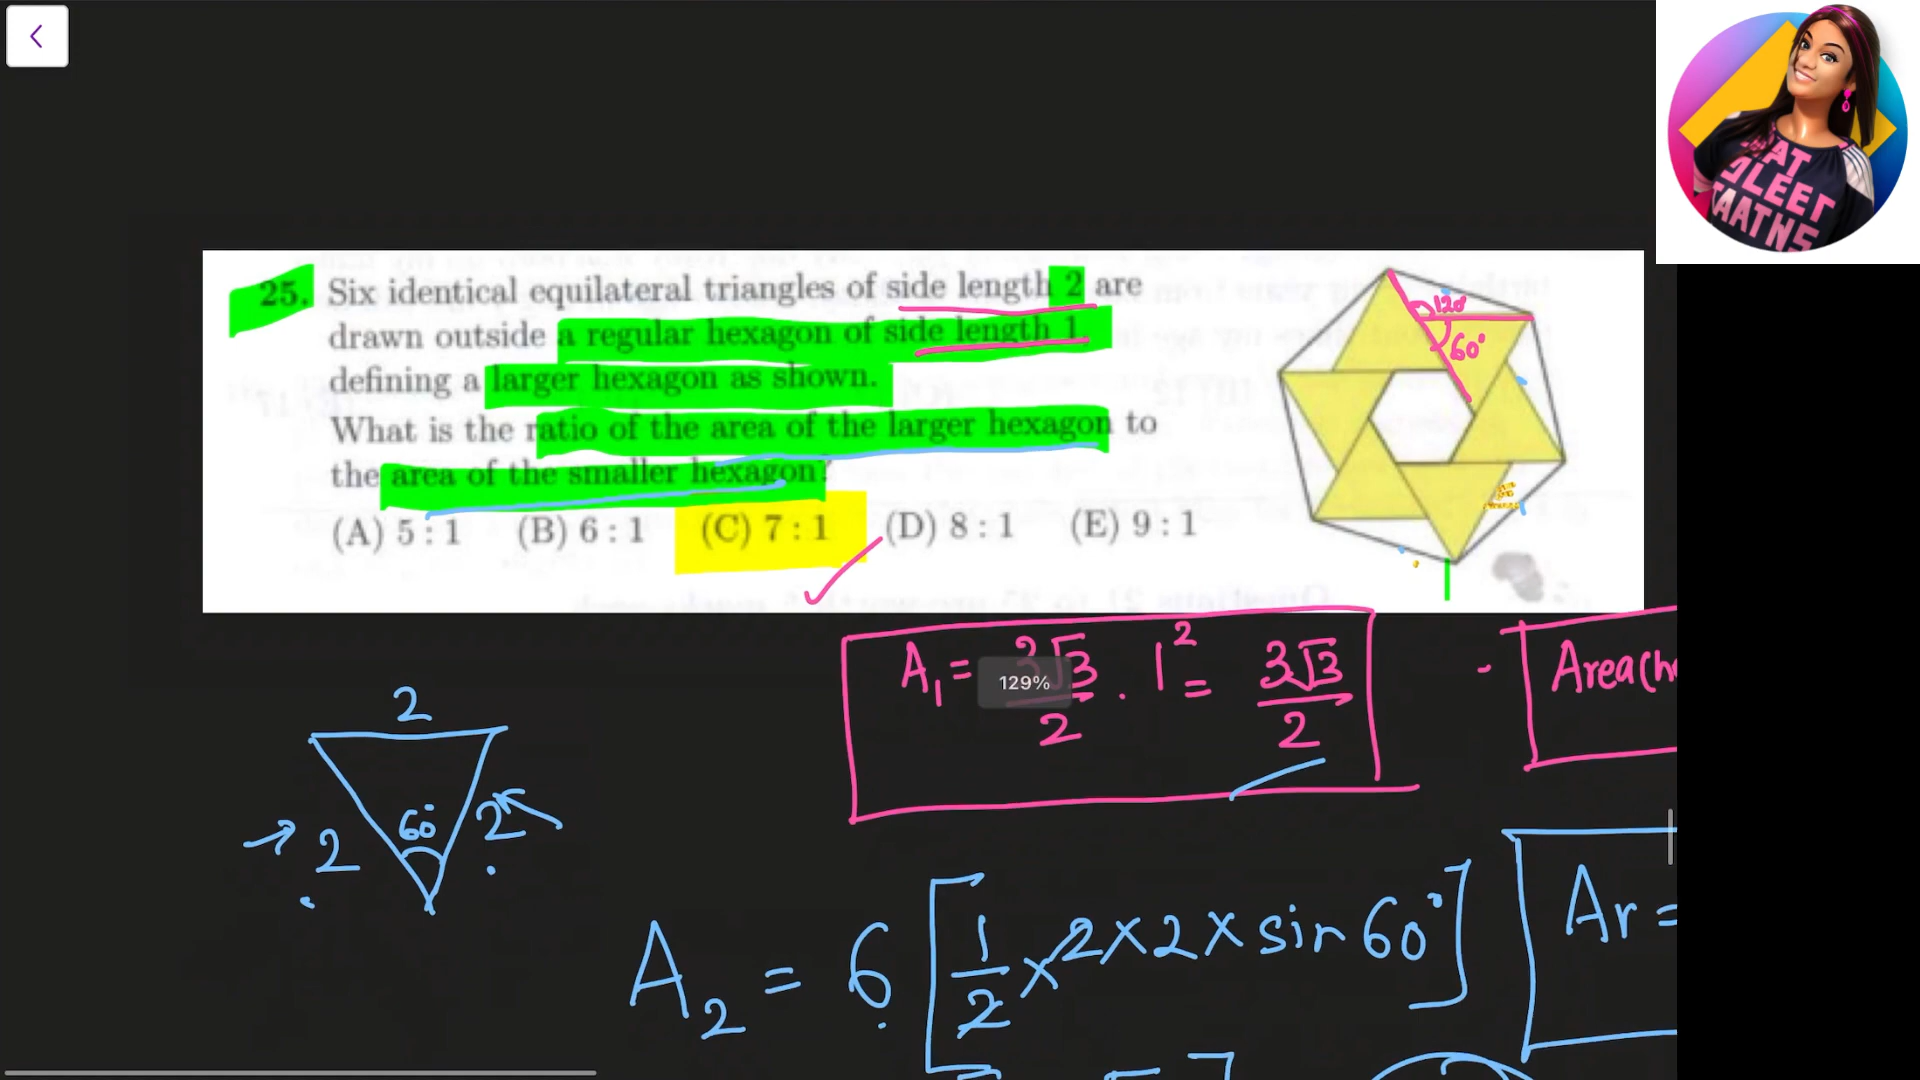 25. Six identical equilateral triangles of side length 2 are
drawn outside a regular hexagon of side length 1,
defining a larger hexagon as shown.
What is the ratio of the area of the larger hexagon to
the area of the smaller hexagon?
(A) 5 : 1 (B) 6 : 1 (C) 7 : 1 (D) 8 : 1 (E) 9 : 1
120°
60°
A₁ = 3√3/2 . 1² = 3√3/2
129%
Area(he
2
60°
2
2
A₂ = 6 [1/2 × 2 × 2 × sin 60°]
Ar =